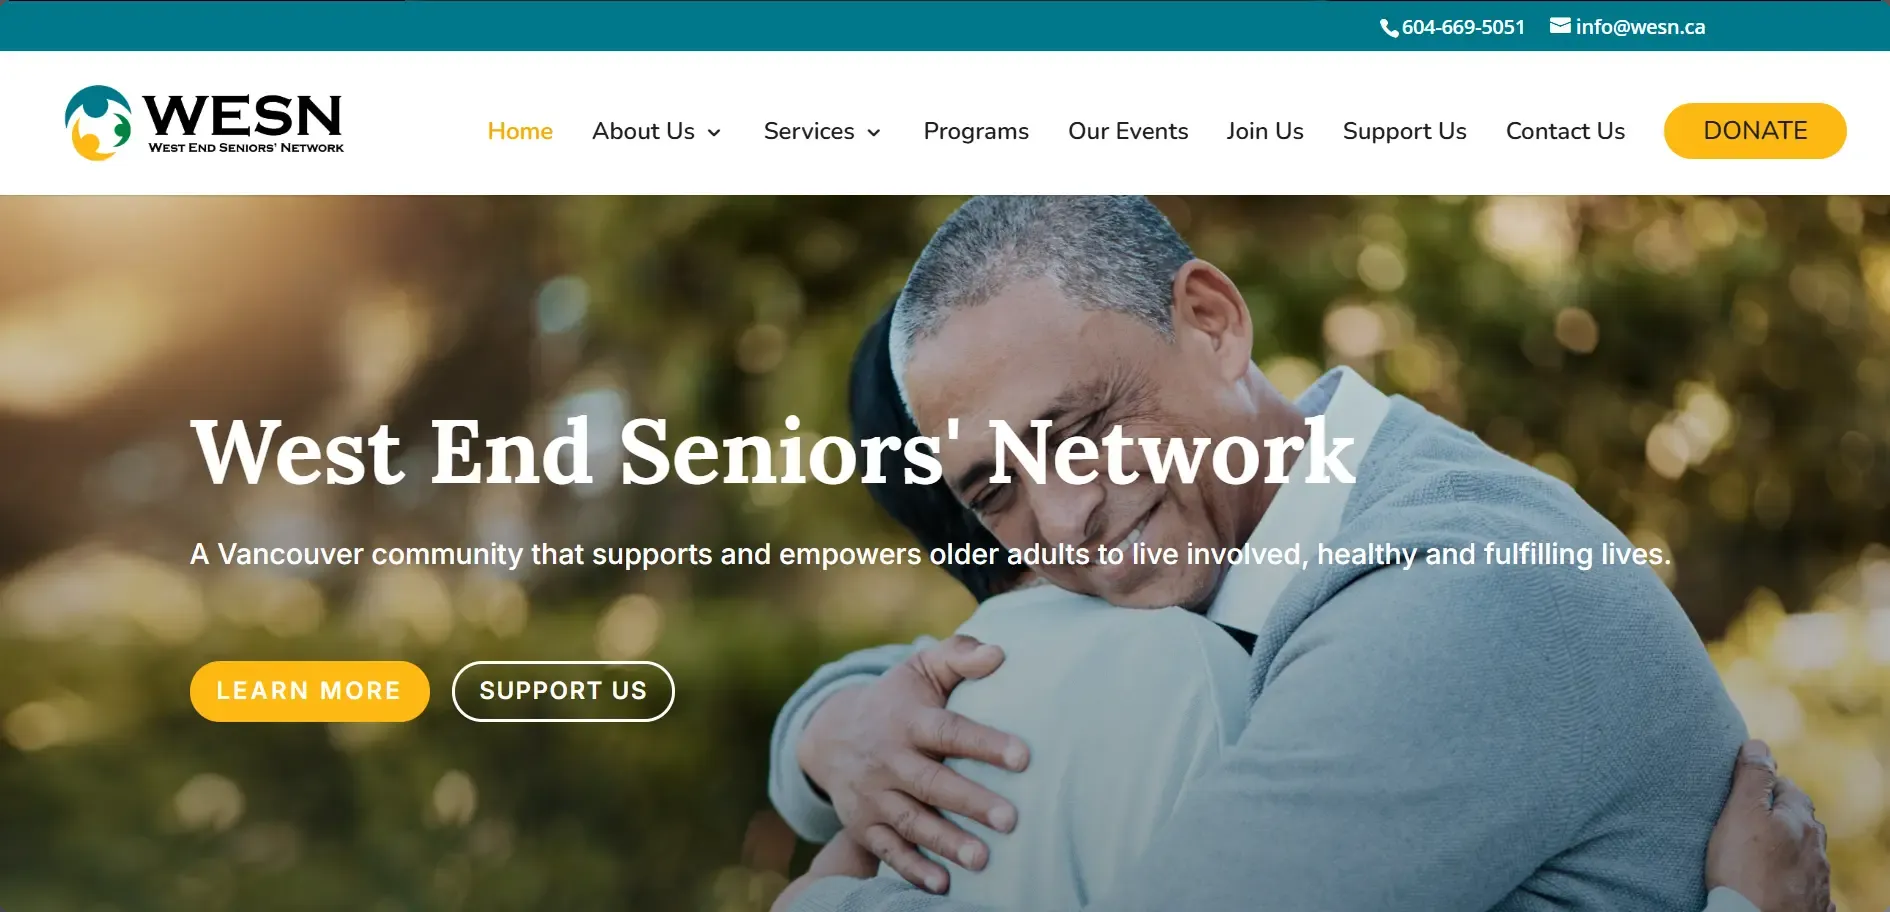 604-669-5051 info@wesn.ca
WESN
WEST END SENIORS' NETWORK
Home About Us Services Programs Our Events Join Us Support Us Contact Us DONATE
West End Seniors' Network
A Vancouver community that supports and empowers older adults to live involved, healthy and fulfilling lives.
LEARN MORE SUPPORT US